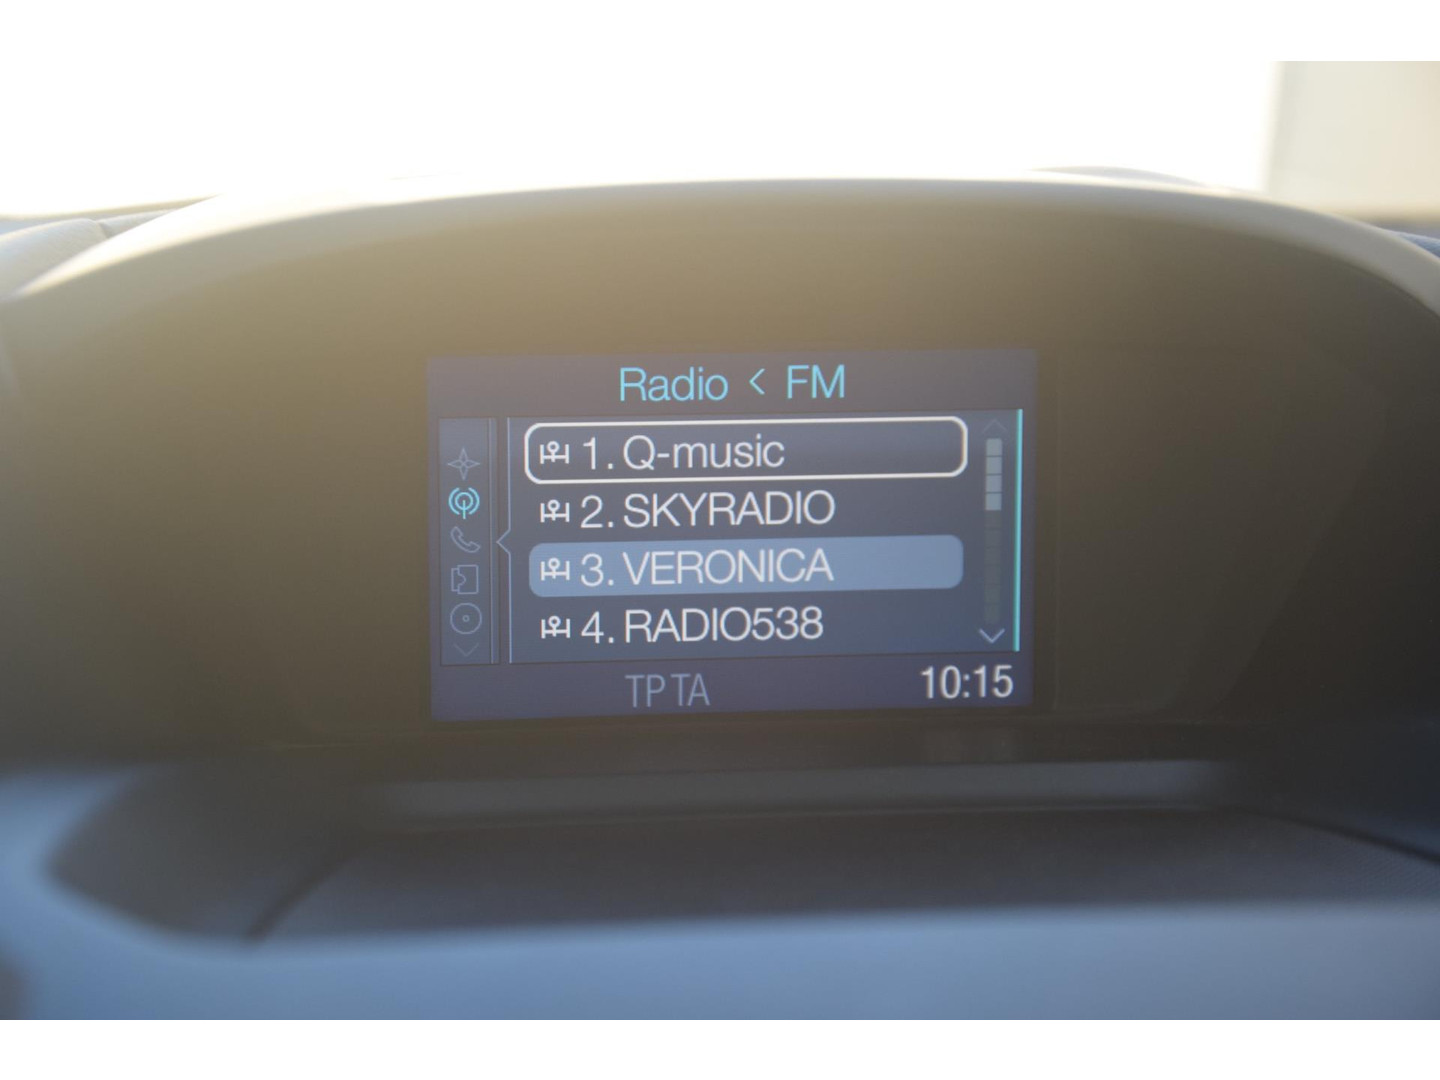 Radio < FM
1. Q-music
2. SKYRADIO
3. VERONICA
4. RADIO538
TP TA
10:15